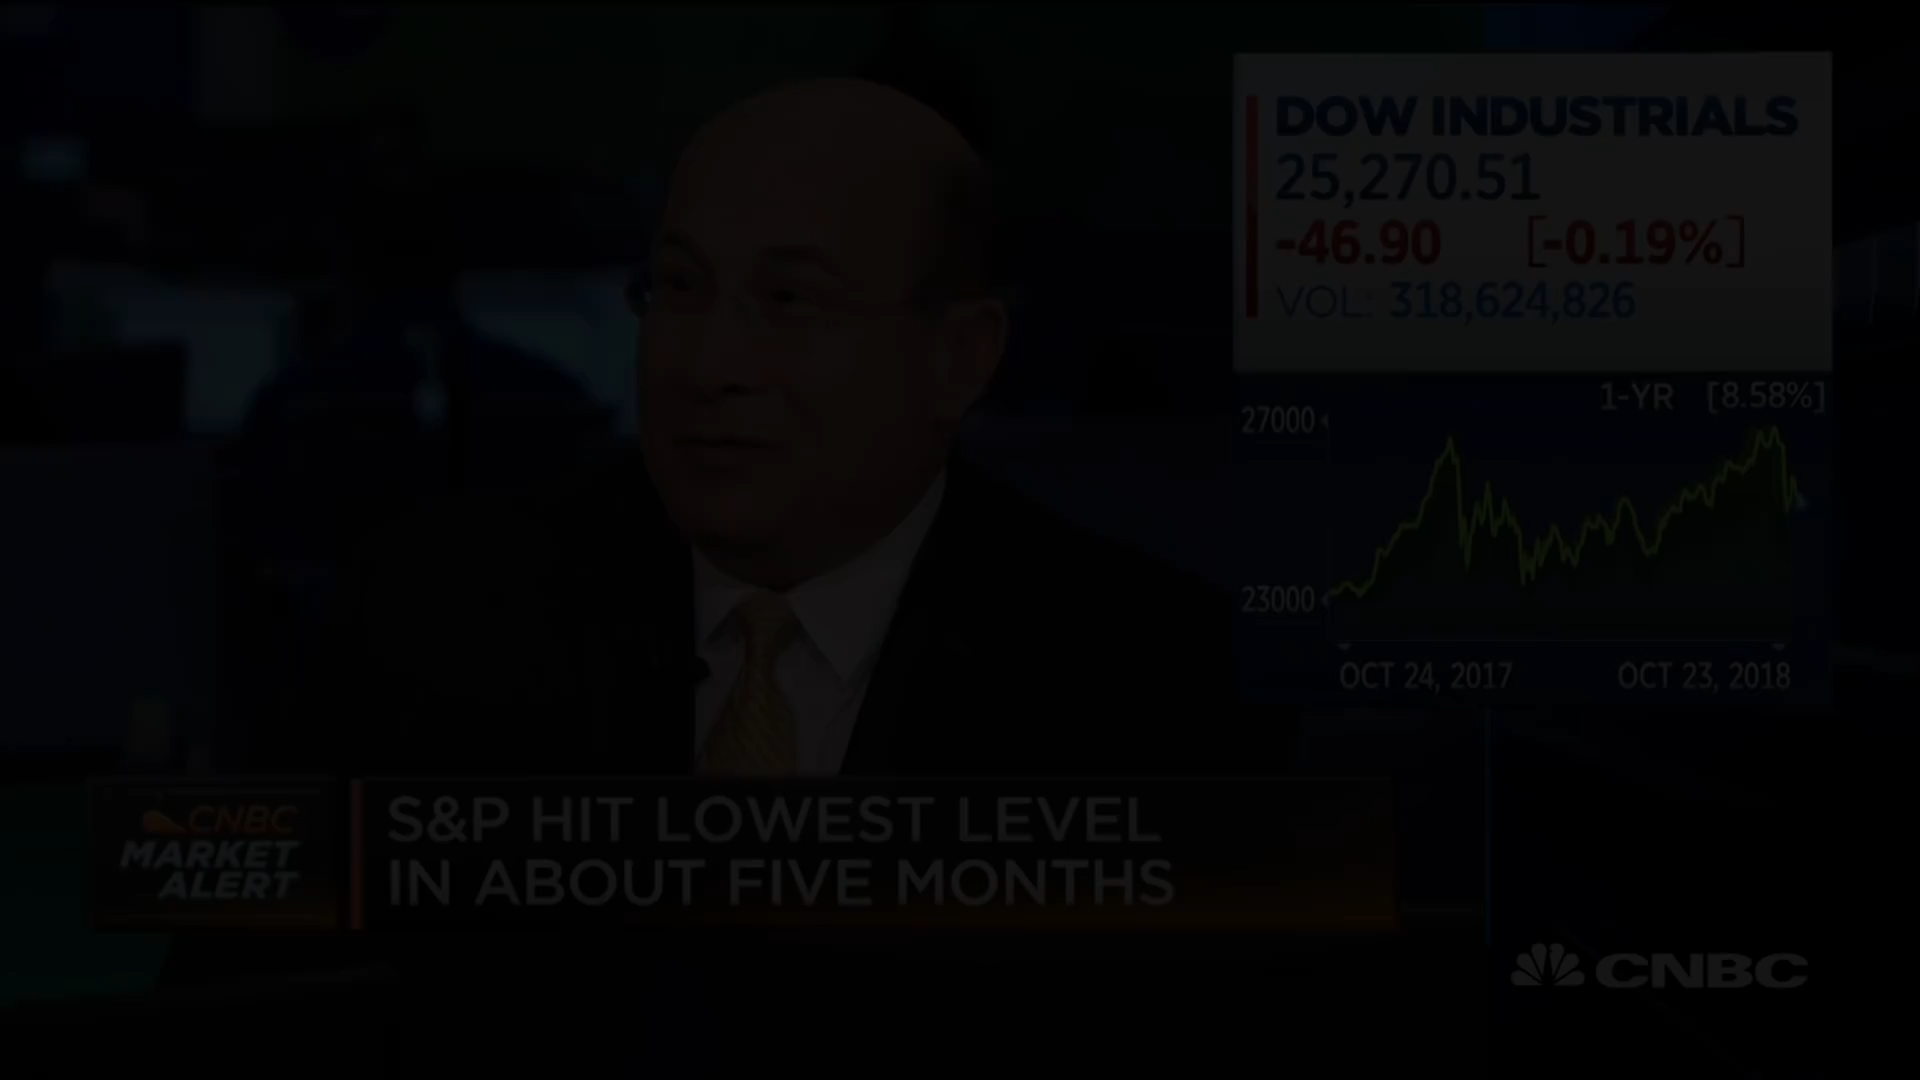 DOW INDUSTRIALS
25,270.51
-46.90 [-0.19%]
VOL: 318,624,826
1-YR [8.58%]
27000
23000
OCT 24, 2017 OCT 23, 2018
CNBC
MARKET
ALERT
S&P HIT LOWEST LEVEL
IN ABOUT FIVE MONTHS
CNBC